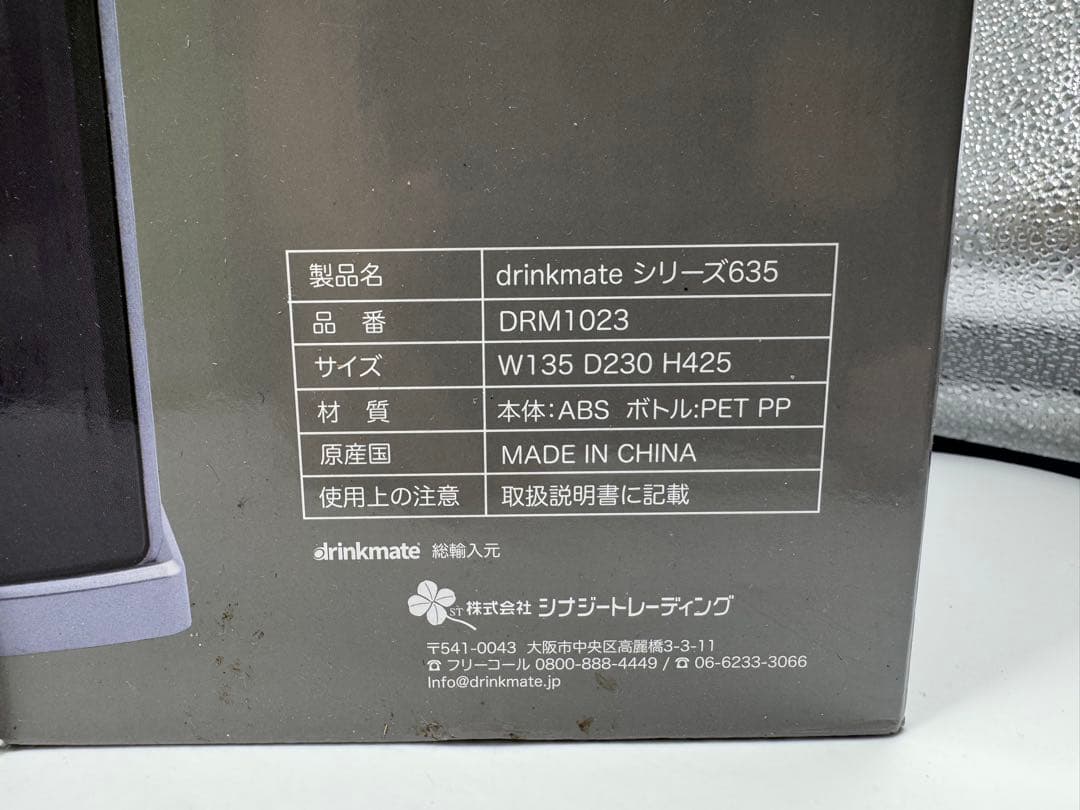 製品名 drinkmate シリーズ635
品 番 DRM1023
サイズ W135 D230 H425
材 質 本体:ABS ボトル:PET PP
原産国 MADE IN CHINA
使用上の注意 取扱説明書に記載
drinkmate 総輸入元
ST 株式会社 シナジートレーディング
〒541-0043 大阪市中央区高麗橋3-3-11
☎ フリーコール 0800-888-4449 / ☎ 06-6233-3066
Info@drinkmate.jp